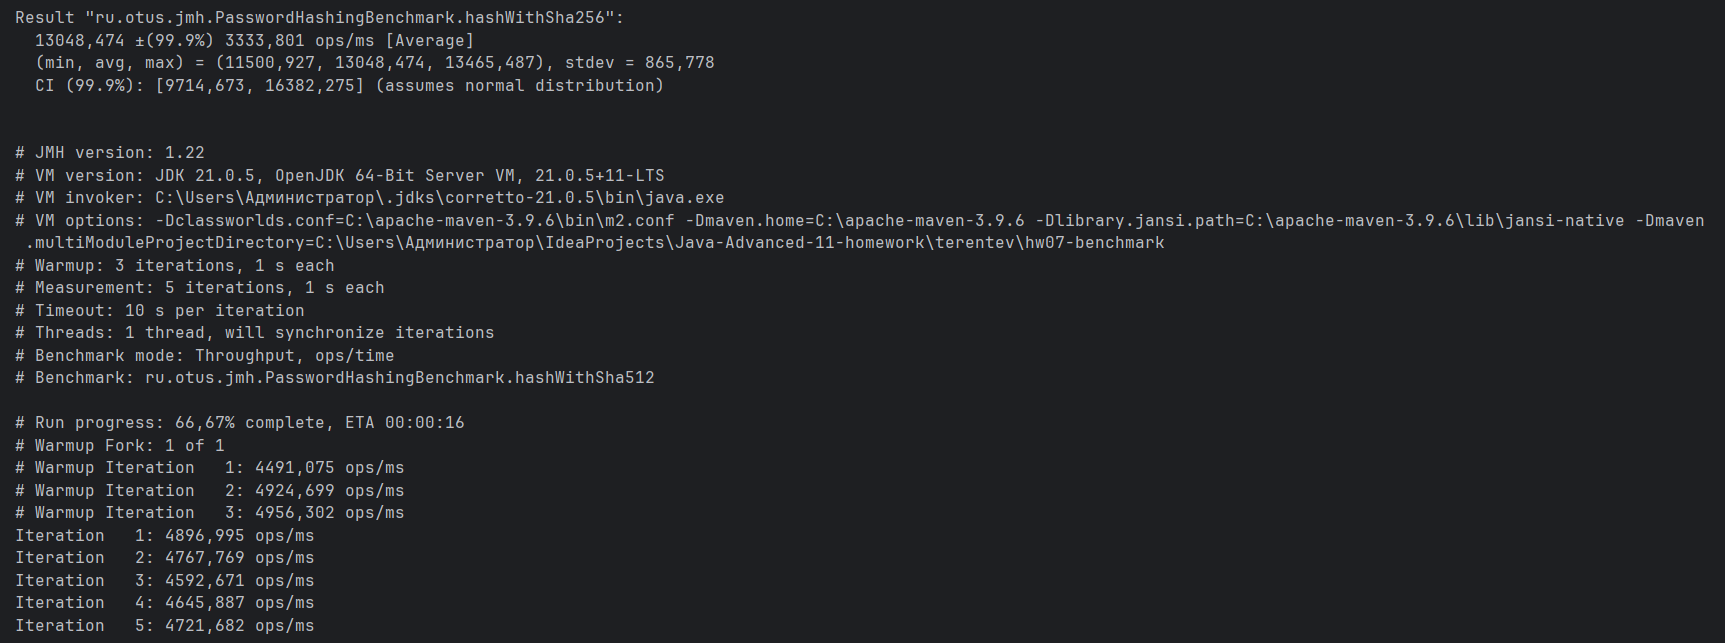 Result "ru.otus.jmh.PasswordHashingBenchmark.hashWithSha256":
  13048,474 ±(99.9%) 3333,801 ops/ms [Average]
  (min, avg, max) = (11500,927, 13048,474, 13465,487), stdev = 865,778
  CI (99.9%): [9714,673, 16382,275] (assumes normal distribution)
# JMH version: 1.22
# VM version: JDK 21.0.5, OpenJDK 64-Bit Server VM, 21.0.5+11-LTS
# VM invoker: C:\Users\Администратор\.jdks\corretto-21.0.5\bin\java.exe
# VM options: -Dclassworlds.conf=C:\apache-maven-3.9.6\bin\m2.conf -Dmaven.home=C:\apache-maven-3.9.6 -Dlibrary.jansi.path=C:\apache-maven-3.9.6\lib\jansi-native -Dmaven
.multiModuleProjectDirectory=C:\Users\Администратор\IdeaProjects\Java-Advanced-11-homework\terentev\hw07-benchmark
# Warmup: 3 iterations, 1 s each
# Measurement: 5 iterations, 1 s each
# Timeout: 10 s per iteration
# Threads: 1 thread, will synchronize iterations
# Benchmark mode: Throughput, ops/time
# Benchmark: ru.otus.jmh.PasswordHashingBenchmark.hashWithSha512
# Run progress: 66,67% complete, ETA 00:00:16
# Warmup Fork: 1 of 1
# Warmup Iteration   1: 4491,075 ops/ms
# Warmup Iteration   2: 4924,699 ops/ms
# Warmup Iteration   3: 4956,302 ops/ms
Iteration   1: 4896,995 ops/ms
Iteration   2: 4767,769 ops/ms
Iteration   3: 4592,671 ops/ms
Iteration   4: 4645,887 ops/ms
Iteration   5: 4721,682 ops/ms